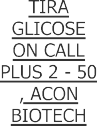 TIRA
GLICOSE
ON CALL
PLUS 2 - 50
, ACON
BIOTECH